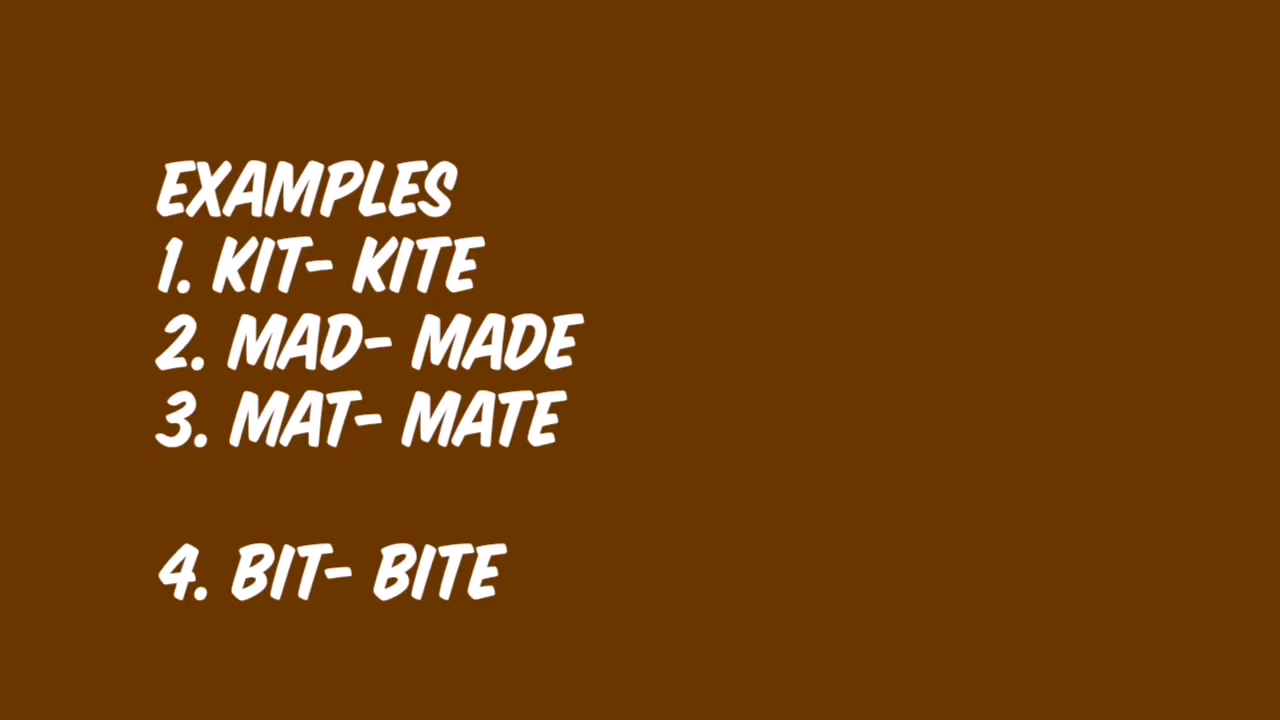 EXAMPLES
1. KIT- KITE
2. MAD- MADE
3. MAT- MATE
4. BIT- BITE